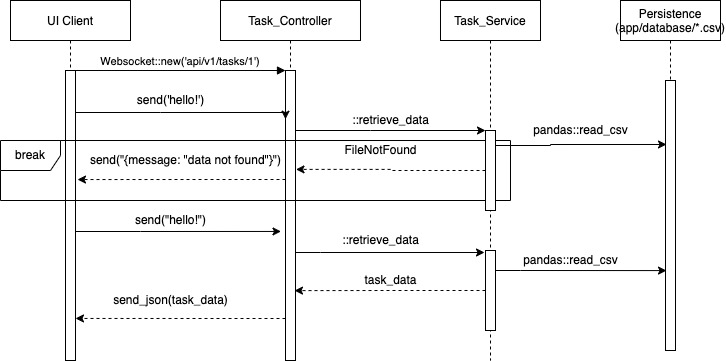 UI Client
Task_Controller
Task_Service
Persistence
(app/database/*.csv)
Websocket::new('api/v1/tasks/1')
send('hello!')
::retrieve_data
pandas::read_csv
break
FileNotFound
send("{message: "data not found"}")
send("hello!")
::retrieve_data
pandas::read_csv
task_data
send_json(task_data)